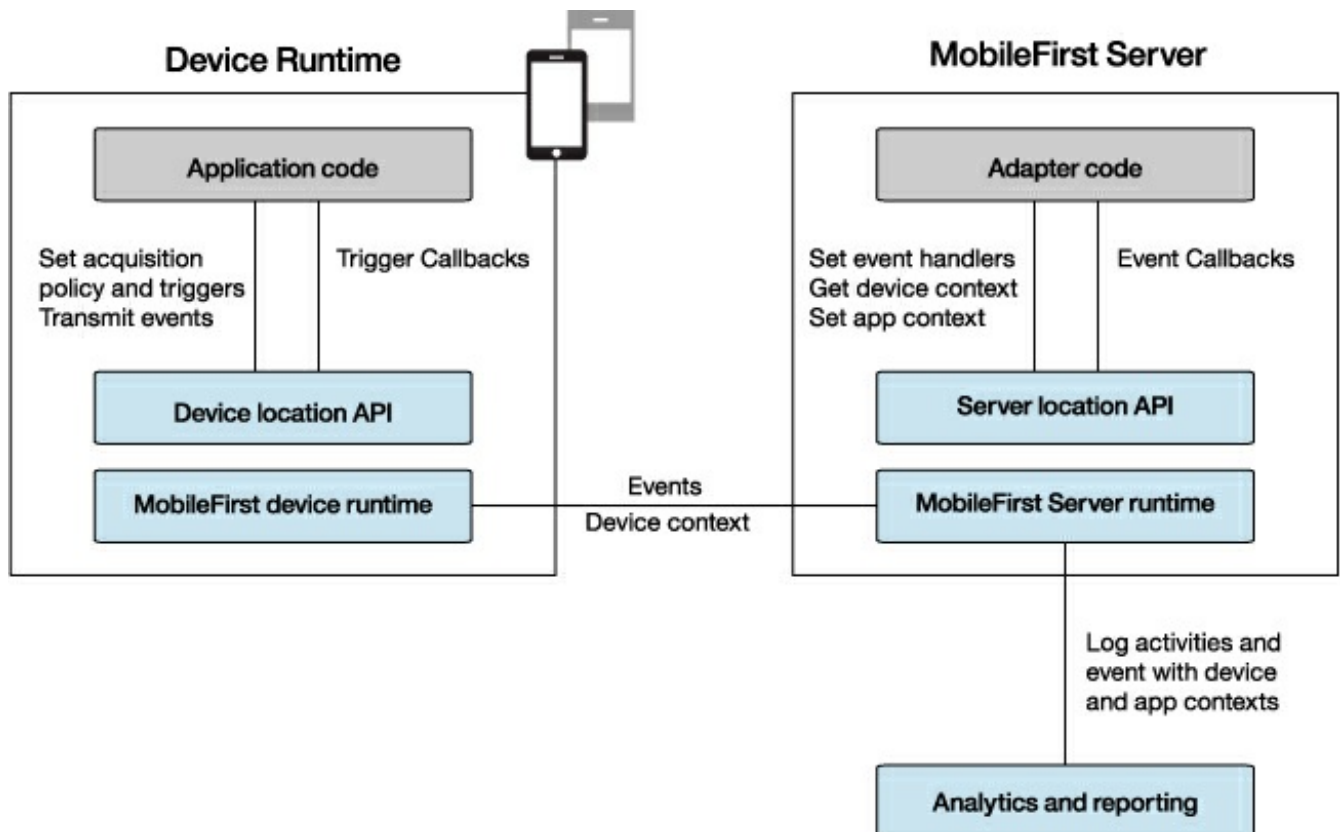 Device Runtime
MobileFirst Server
Application code
Adapter code
Set acquisition
policy and triggers
Transmit events
Trigger Callbacks
Set event handlers
Get device context
Set app context
Event Callbacks
Device location API
Server location API
MobileFirst device runtime
Events
Device context
MobileFirst Server runtime
Log activities and
event with device
and app contexts
Analytics and reporting